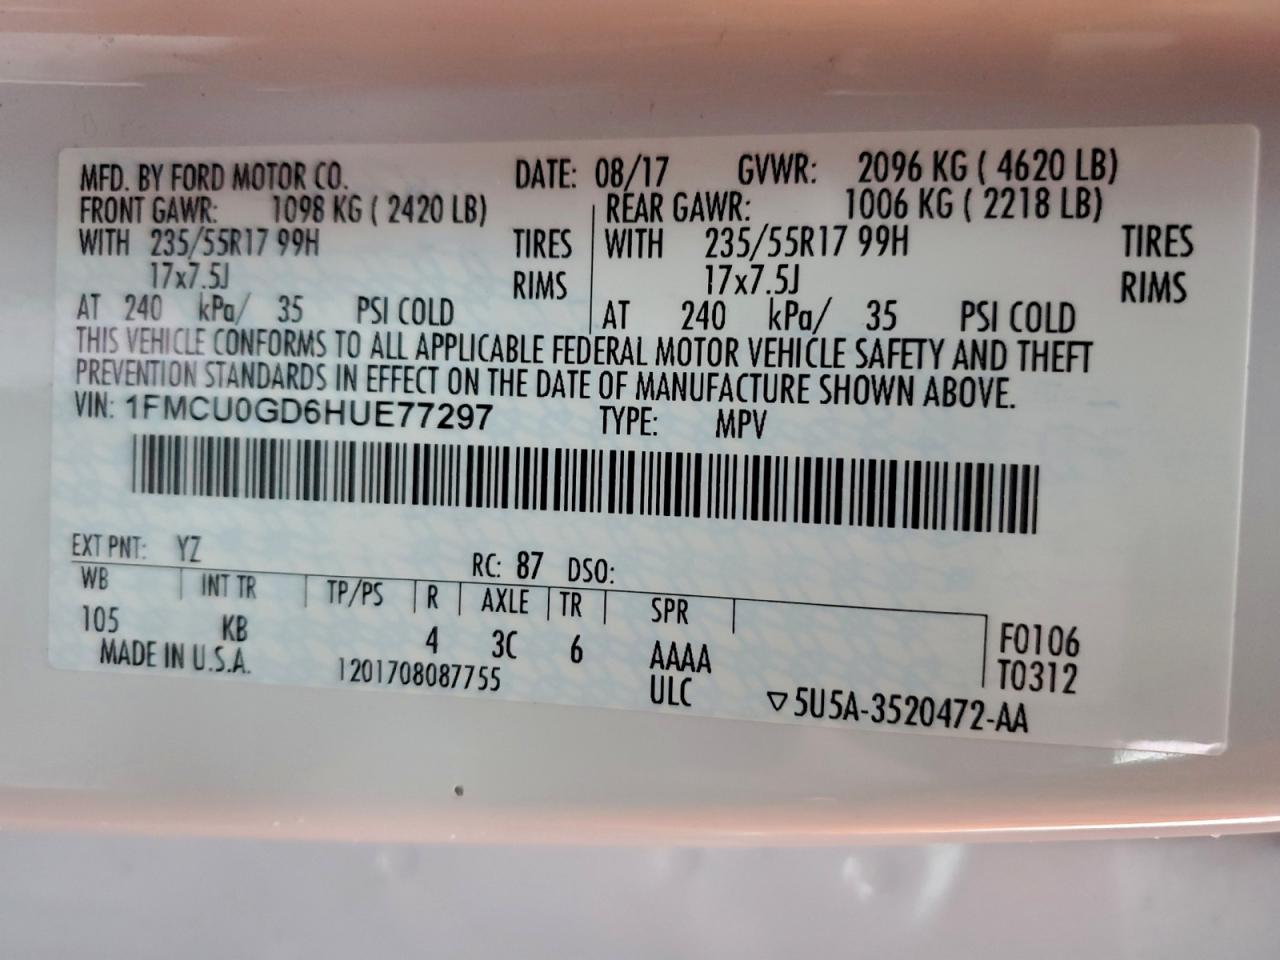 MFD. BY FORD MOTOR CO. DATE: 08/17 GVWR: 2096 KG ( 4620 LB)
FRONT GAWR: 1098 KG ( 2420 LB) REAR GAWR: 1006 KG ( 2218 LB)
WITH 235/55R17 99H TIRES WITH 235/55R17 99H TIRES
17x7.5J RIMS 17x7.5J RIMS
AT 240 kPa/ 35 PSI COLD AT 240 kPa/ 35 PSI COLD
THIS VEHICLE CONFORMS TO ALL APPLICABLE FEDERAL MOTOR VEHICLE SAFETY AND THEFT
PREVENTION STANDARDS IN EFFECT ON THE DATE OF MANUFACTURE SHOWN ABOVE.
VIN: 1FMCU0GD6HUE77297 TYPE: MPV
EXT PNT: YZ RC: 87 DSO:
WB INT TR TP/PS R AXLE TR SPR
105 KB 4 3C 6 AAAA F0106
MADE IN U.S.A. 1201708087755 ULC T0312
▽5U5A-3520472-AA